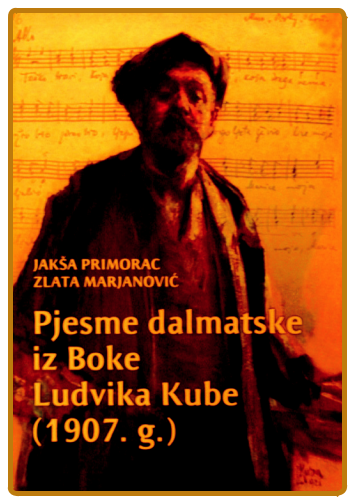 JAKŠA PRIMORAC
ZLATA MARJANOVIĆ
Pjesme dalmatske
iz Boke
Ludvika Kube
(1907. g.)